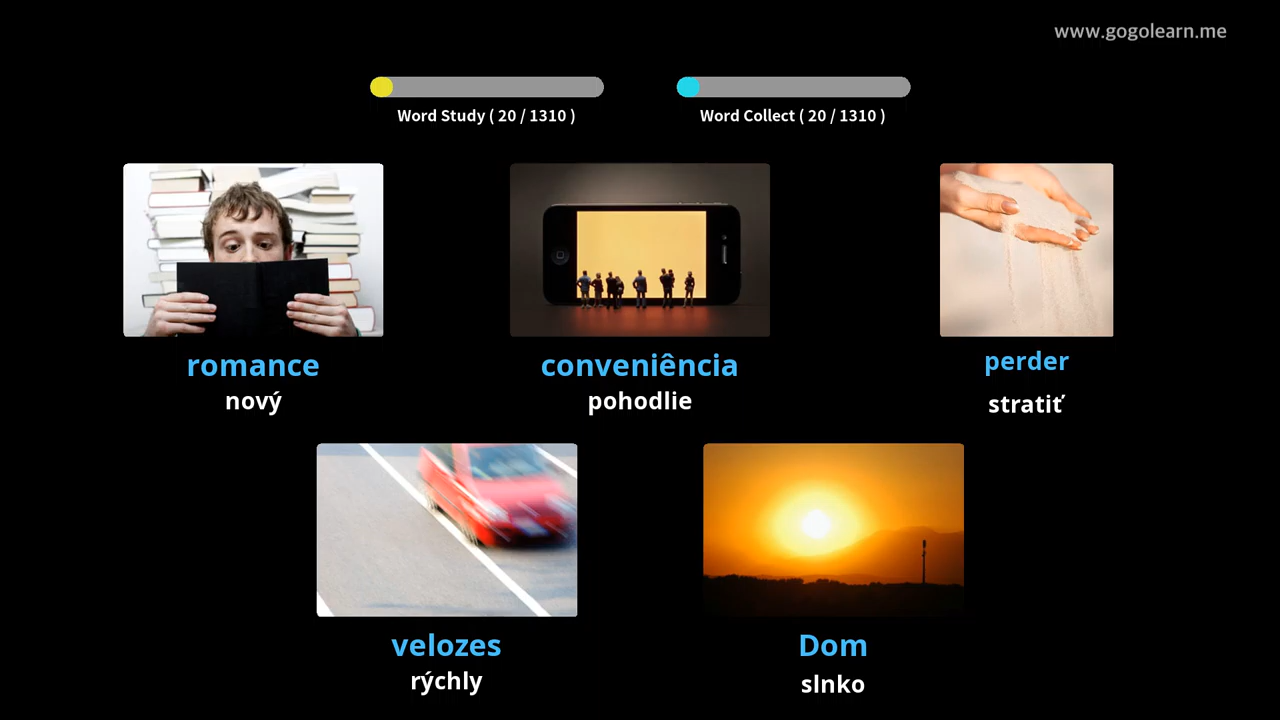 www.gogolearn.me
Word Study ( 20 / 1310 )
Word Collect ( 20 / 1310 )
romance
nový
conveniência
pohodlie
perder
stratiť
velozes
rýchly
Dom
slnko